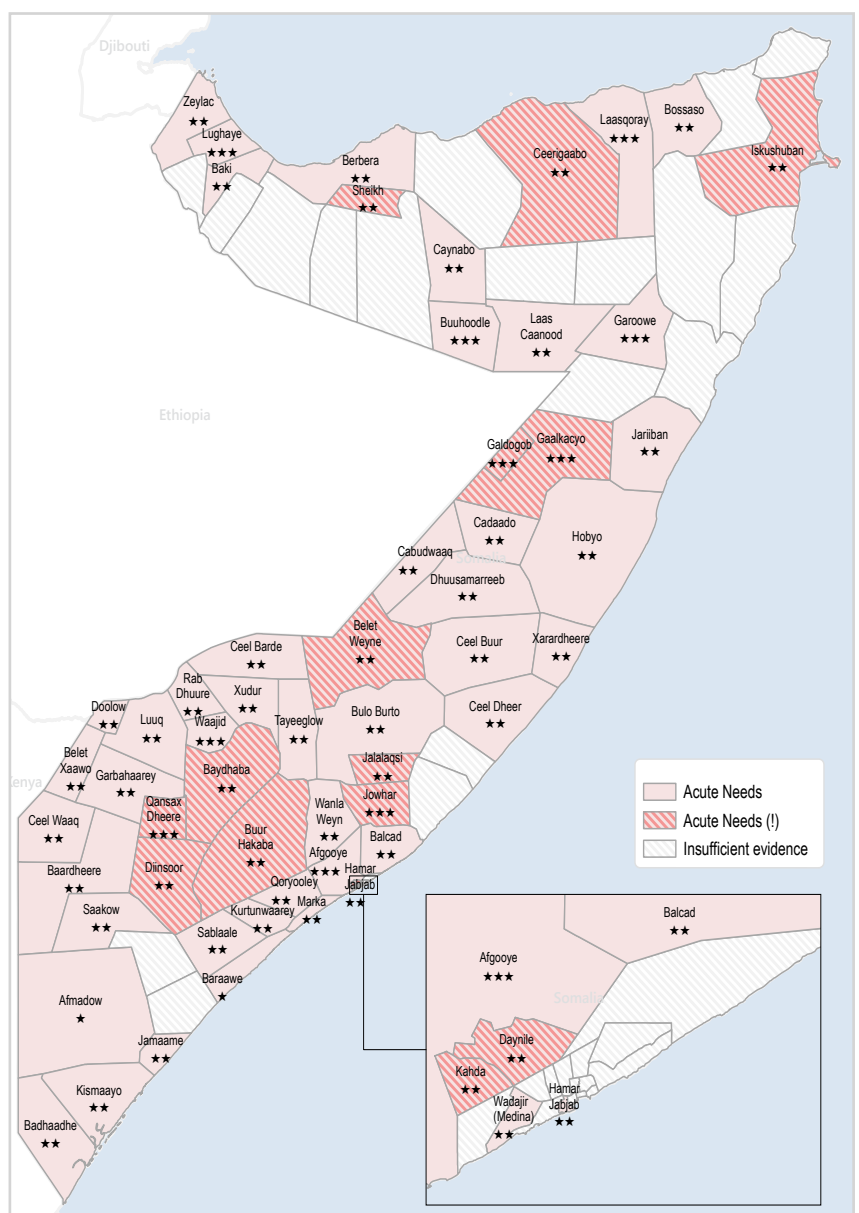 Djibouti
Zeylac
★★
Lughaye
★★★
Baki
★★
Berbera
★★
Sheikh
★★
Ceerigaabo
★★
Laasqoray
★★★
Bossaso
★★
Iskushuban
★★
Caynabo
★★
Buuhoodle
★★★
Laas
Caanood
★★
Garoowe
★★★
Ethiopia
Galdogob
★★★
Gaalkacyo
★★★
Jariiban
★★
Cadaado
★★
Hobyo
★★
Cabudwaaq
★★
Somalia
Dhuusamarreeb
★★
Belet
Weyne
★★
Ceel Buur
★★
Xarardheere
★★
Ceel Barde
★★
Rab
Dhuure
★★
Xudur
★★
Doolow
★★
Luuq
★★
Waajid
★★★
Tayeeglow
★★
Bulo Burto
★★
Ceel Dheer
★★
Belet
Xaawo
★★
Garbahaarey
★★
Baydhaba
★★
Jalalaqsi
★★
Kenya
Qansax
Dheere
★★★
Jowhar
★★★
Wanla
Weyn
★★
Ceel Waaq
★★
Buur
Hakaba
★★
Balcad
★★
Afgooye
★★★
Baardheere
★★
Diinsoor
★★
Hamar
Jabjab
★★
Qoryooley
★★
Marka
★★
Saakow
★★
Kurtunwaarey
★★
Sablaale
★★
Baraawe
★
Afmadow
★
Jamaame
★★
Kismaayo
★★
Badhaadhe
★★
Acute Needs
Acute Needs (!)
Insufficient evidence
Balcad
★★
Afgooye
★★★
Somalia
Daynile
★★
Kahda
★★
Wadajir
(Medina)
★★
Hamar
Jabjab
★★